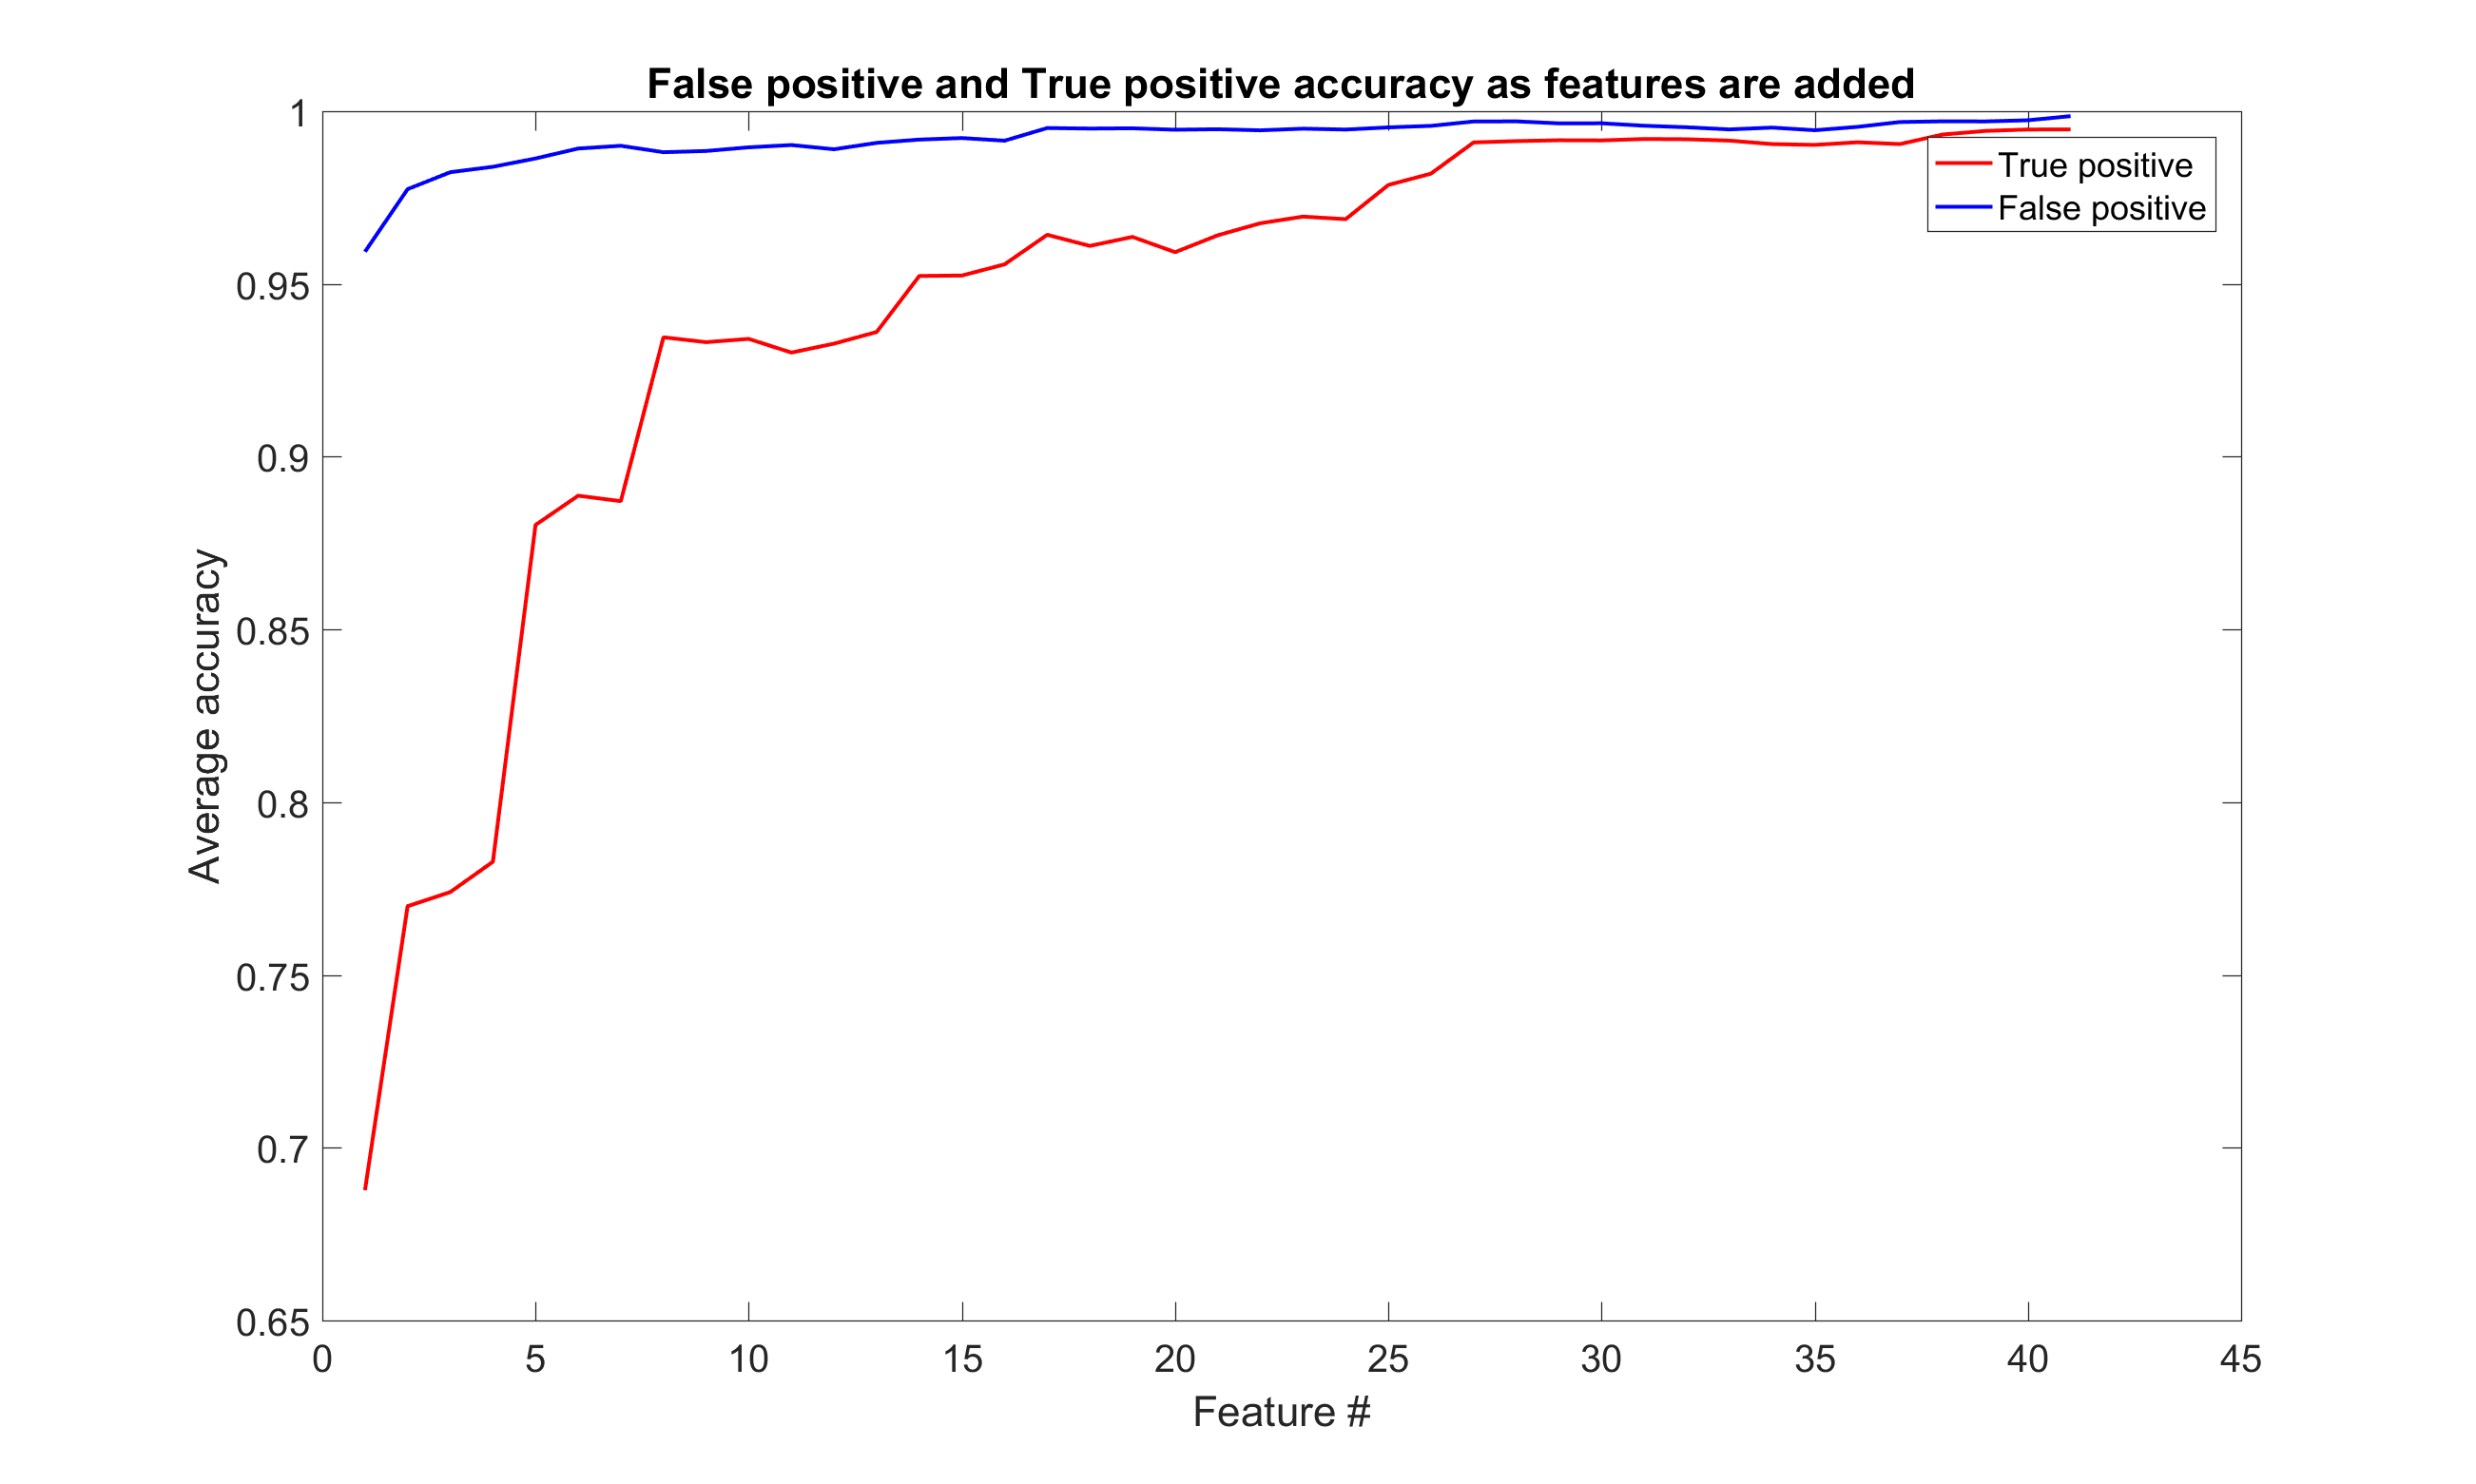 False positive and True positive accuracy as features are added
1
0.95
0.9
0.85
0.8
0.75
0.7
0.65
Average accuracy
True positive
False positive
0 5 10 15 20 25 30 35 40 45
Feature #